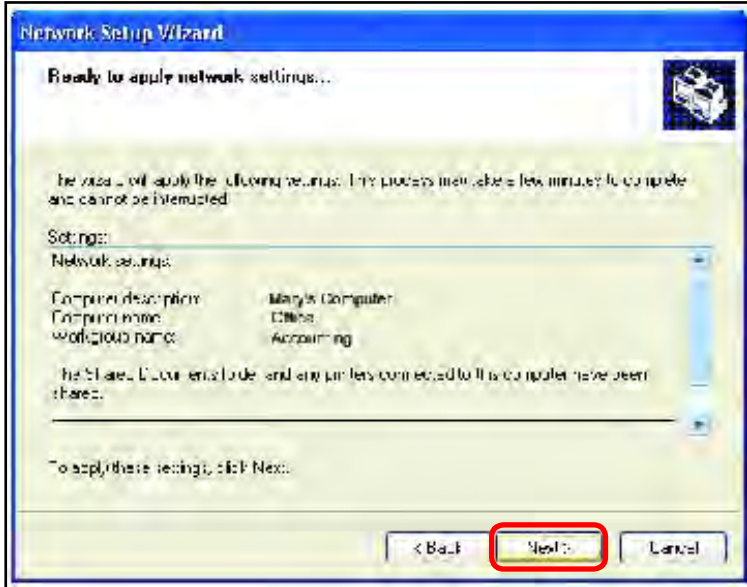 Network Setup Wizard
Ready to apply network settings...
The wizard will apply the following settings. This process may take a few minutes to complete
and cannot be interrupted.
Settings:
Network settings:
Computer description: Mary's Computer
Computer name: Office
Workgroup name: Accounting
The Shared Documents folder and any printers connected to this computer have been
shared.
To apply these settings, click Next.
< Back Next > Cancel